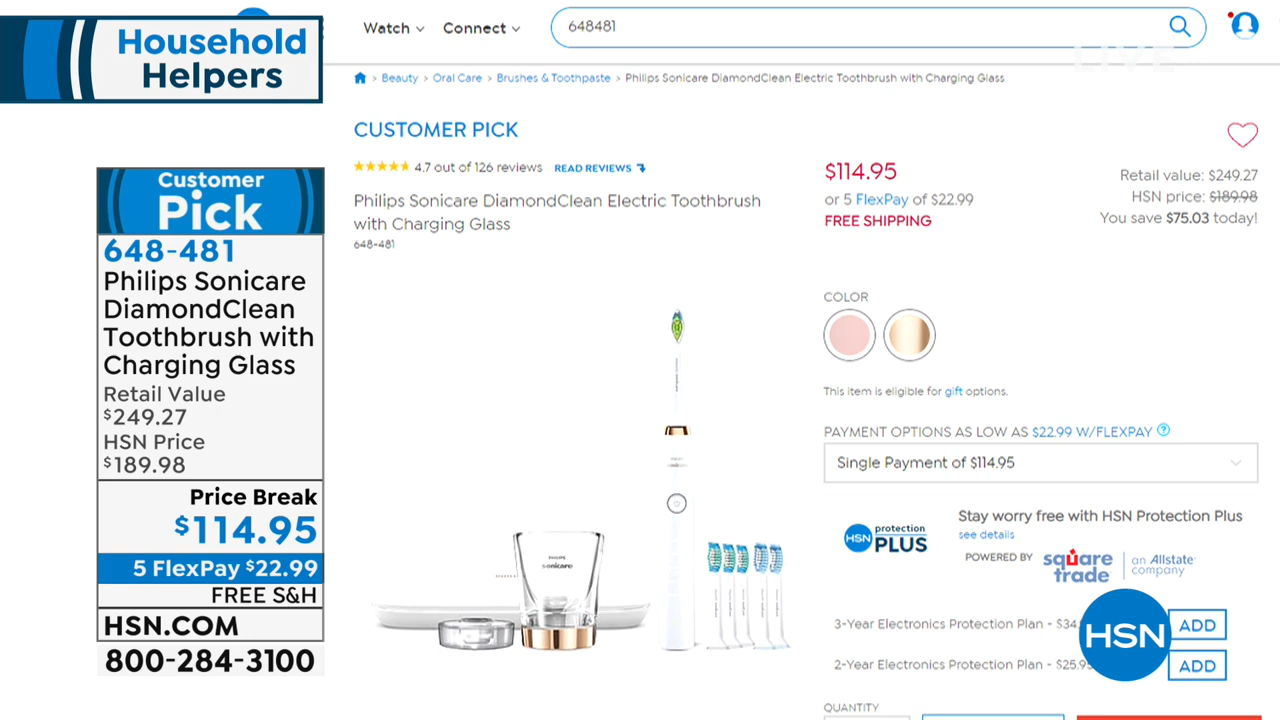 Household
Helpers
Watch
Connect
648481
LIVE
Beauty > Oral Care > Brushes & Toothpaste > Philips Sonicare DiamondClean Electric Toothbrush with Charging Glass
Customer
Pick
648-481
Philips Sonicare
DiamondClean
Toothbrush with
Charging Glass
Retail Value
$249.27
HSN Price
$189.98
Price Break
$114.95
5 FlexPay $22.99
FREE S&H
HSN.COM
800-284-3100
CUSTOMER PICK
4.7 out of 126 reviews READ REVIEWS
Philips Sonicare DiamondClean Electric Toothbrush
with Charging Glass
648-481
PHILIPS
sonicare
$114.95
or 5 FlexPay of $22.99
FREE SHIPPING
Retail value: $249.27
HSN price: $189.98
You save $75.03 today!
COLOR
This item is eligible for gift options.
PAYMENT OPTIONS AS LOW AS $22.99 W/FLEXPAY ?
Single Payment of $114.95
HSN protection PLUS
Stay worry free with HSN Protection Plus
see details
POWERED BY square trade an Allstate company
3-Year Electronics Protection Plan - $34.
ADD
HSN
2-Year Electronics Protection Plan - $25.95
ADD
QUANTITY